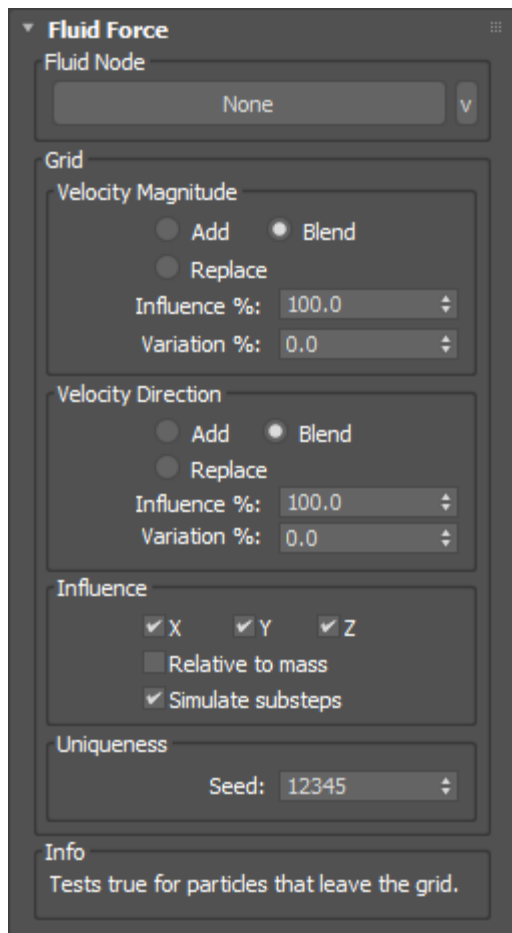 Fluid Force
Fluid Node
None
v
Grid
Velocity Magnitude
Add Blend
Replace
Influence %: 100.0
Variation %: 0.0
Velocity Direction
Add Blend
Replace
Influence %: 100.0
Variation %: 0.0
Influence
X Y Z
Relative to mass
Simulate substeps
Uniqueness
Seed: 12345
Info
Tests true for particles that leave the grid.